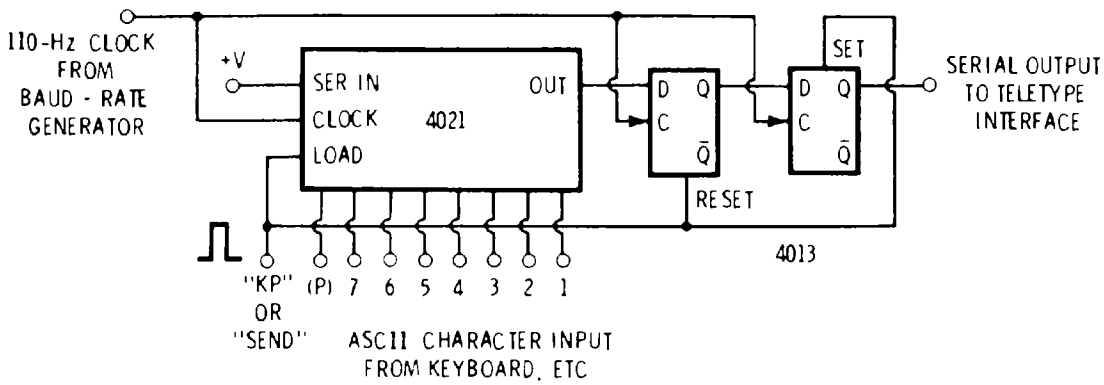 110-Hz CLOCK
FROM
BAUD - RATE
GENERATOR
+V
SER IN
CLOCK
LOAD
4021
OUT
D
Q
C
Q̅
RESET
SET
D
Q
C
Q̅
4013
SERIAL OUTPUT
TO TELETYPE
INTERFACE
"KP"
OR
"SEND"
(P) 7 6 5 4 3 2 1
ASCII CHARACTER INPUT
FROM KEYBOARD, ETC